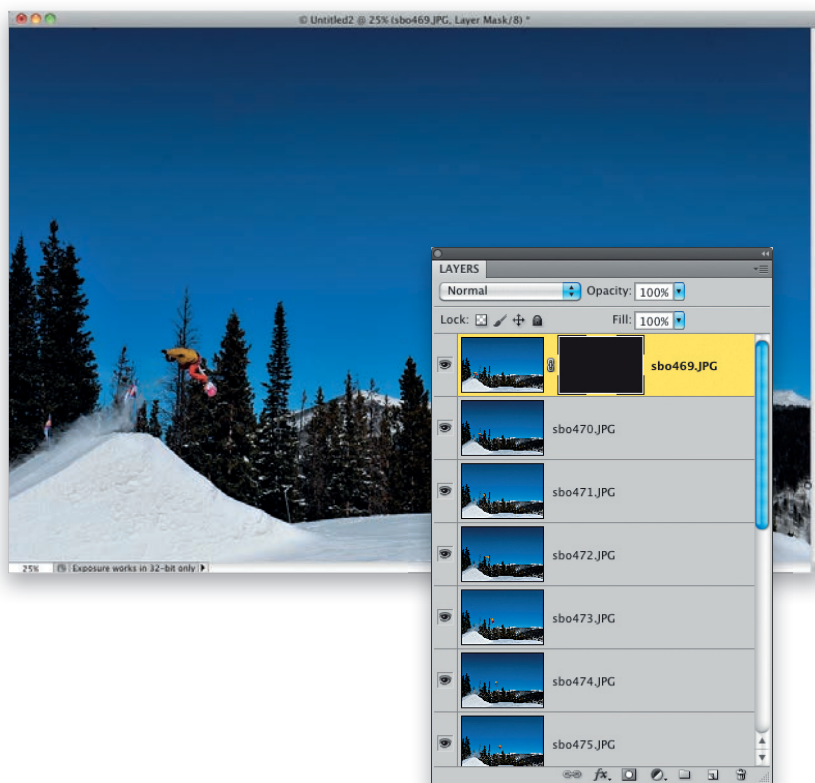 © Untitled2 @ 25% (sbo469.JPG, Layer Mask/8) *
25%
Exposure works in 32-bit only
LAYERS
Normal
Opacity: 100%
Lock:
Fill: 100%
sbo469.JPG
sbo470.JPG
sbo471.JPG
sbo472.JPG
sbo473.JPG
sbo474.JPG
sbo475.JPG
fx.